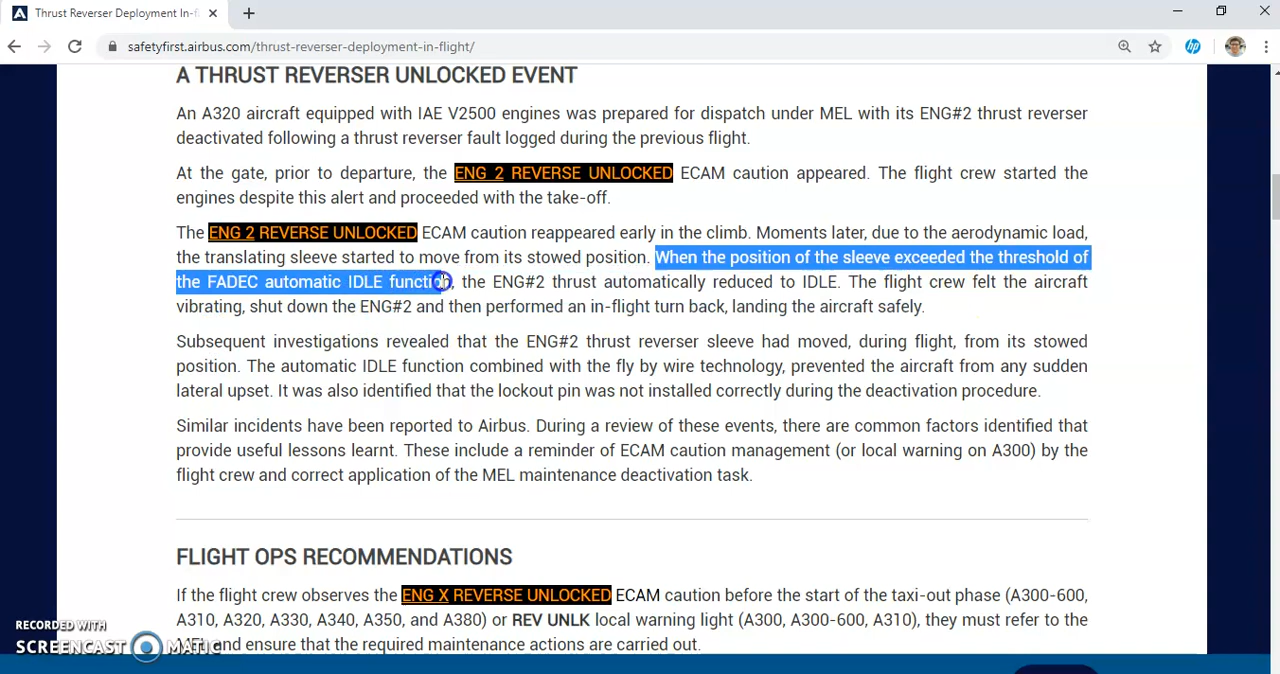 Thrust Reverser Deployment In-fl
safetyfirst.airbus.com/thrust-reverser-deployment-in-flight/
hp
A THRUST REVERSER UNLOCKED EVENT
An A320 aircraft equipped with IAE V2500 engines was prepared for dispatch under MEL with its ENG#2 thrust reverser
deactivated following a thrust reverser fault logged during the previous flight.
At the gate, prior to departure, the ENG 2 REVERSE UNLOCKED ECAM caution appeared. The flight crew started the
engines despite this alert and proceeded with the take-off.
The ENG 2 REVERSE UNLOCKED ECAM caution reappeared early in the climb. Moments later, due to the aerodynamic load,
the translating sleeve started to move from its stowed position. When the position of the sleeve exceeded the threshold of
the FADEC automatic IDLE function, the ENG#2 thrust automatically reduced to IDLE. The flight crew felt the aircraft
vibrating, shut down the ENG#2 and then performed an in-flight turn back, landing the aircraft safely.
Subsequent investigations revealed that the ENG#2 thrust reverser sleeve had moved, during flight, from its stowed
position. The automatic IDLE function combined with the fly by wire technology, prevented the aircraft from any sudden
lateral upset. It was also identified that the lockout pin was not installed correctly during the deactivation procedure.
Similar incidents have been reported to Airbus. During a review of these events, there are common factors identified that
provide useful lessons learnt. These include a reminder of ECAM caution management (or local warning on A300) by the
flight crew and correct application of the MEL maintenance deactivation task.
FLIGHT OPS RECOMMENDATIONS
If the flight crew observes the ENG X REVERSE UNLOCKED ECAM caution before the start of the taxi-out phase (A300-600,
A310, A320, A330, A340, A350, and A380) or REV UNLK local warning light (A300, A300-600, A310), they must refer to the
MEL and ensure that the required maintenance actions are carried out.
RECORDED WITH
SCREENCAST MATIC